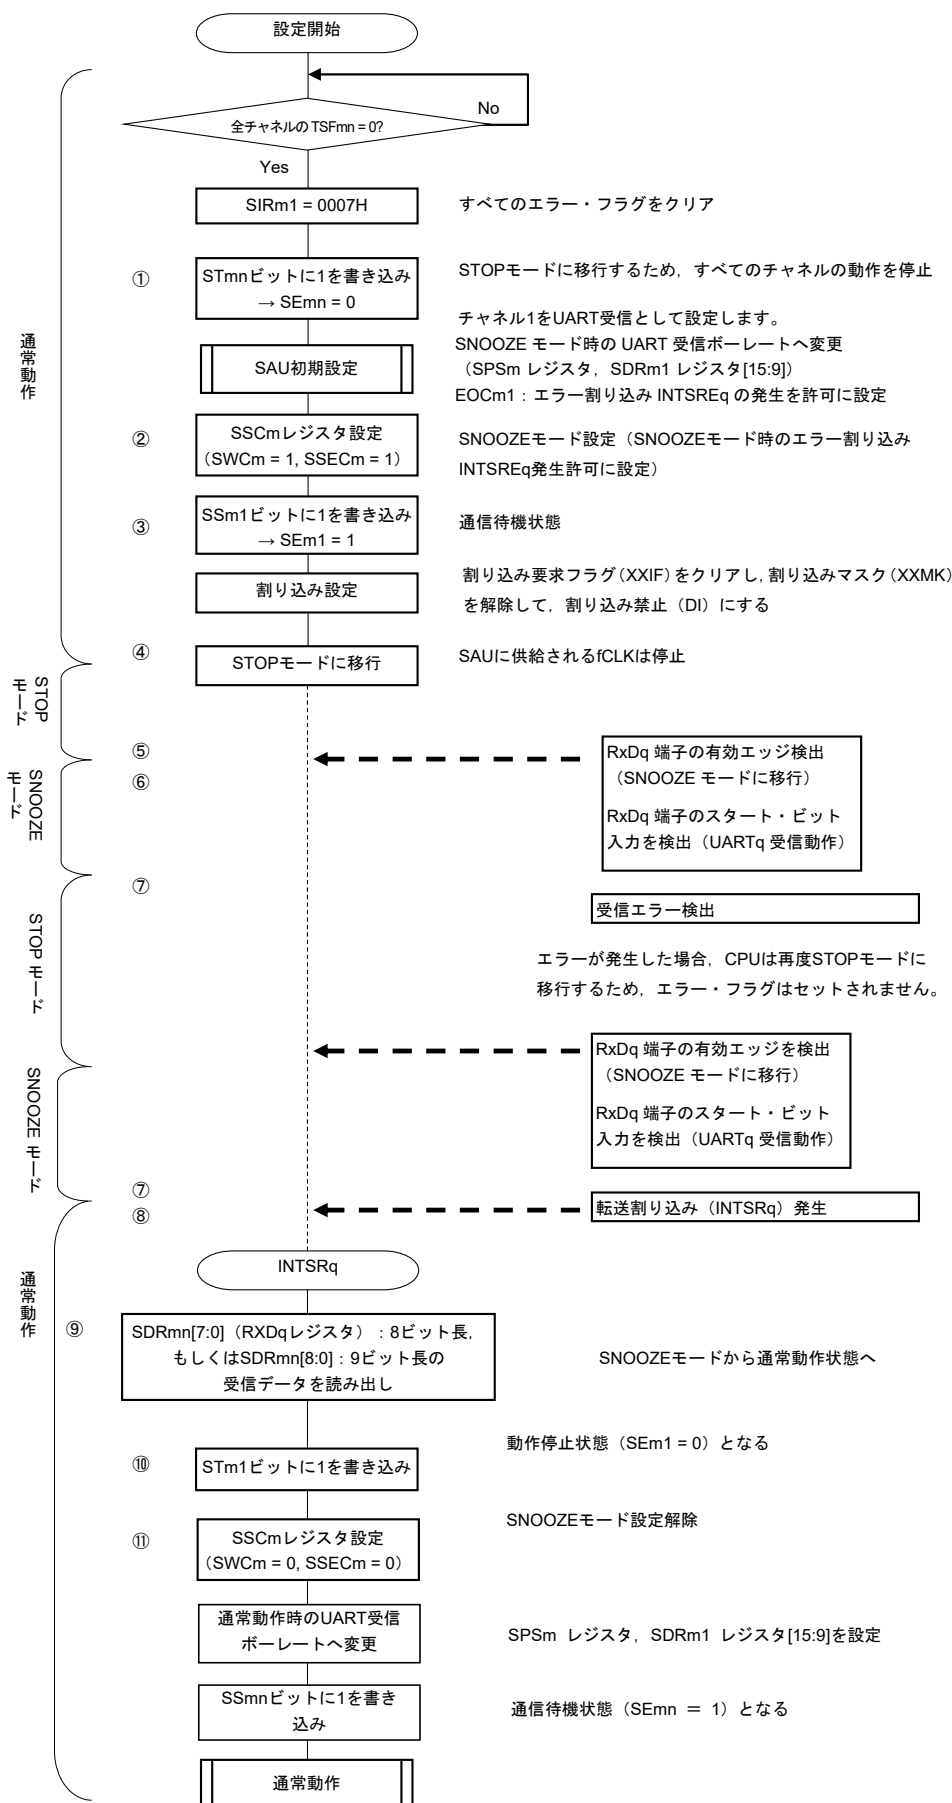 設定開始
No
全チャネルの TSFmn = 0?
Yes
SIRm1 = 0007H
すべてのエラー・フラグをクリア
通常動作
①
STmnビットに1を書き込み
→ SEmn = 0
STOPモードに移行するため，すべてのチャネルの動作を停止
SAU初期設定
チャネル1をUART受信として設定します。
SNOOZE モード時の UART 受信ボーレートへ変更
（SPSm レジスタ，SDRm1 レジスタ[15:9]）
EOCm1：エラー割り込み INTSREq の発生を許可に設定
②
SSCmレジスタ設定
（SWCm = 1, SSECm = 1）
SNOOZEモード設定（SNOOZEモード時のエラー割り込み
INTSREq発生許可に設定）
③
SSm1ビットに1を書き込み
→ SEm1 = 1
通信待機状態
割り込み設定
割り込み要求フラグ（XXIF）をクリアし，割り込みマスク（XXMK）
を解除して，割り込み禁止（DI）にする
④
STOPモードに移行
SAUに供給されるfCLKは停止
STOP
モード
⑤
RxDq 端子の有効エッジ検出
（SNOOZE モードに移行）
SNOOZE
モード
⑥
RxDq 端子のスタート・ビット
入力を検出（UARTq 受信動作）
⑦
受信エラー検出
STOP モード
エラーが発生した場合，CPUは再度STOPモードに
移行するため，エラー・フラグはセットされません。
RxDq 端子の有効エッジを検出
（SNOOZE モードに移行）
SNOOZE モード
RxDq 端子のスタート・ビット
入力を検出（UARTq 受信動作）
⑦
⑧
転送割り込み（INTSRq）発生
INTSRq
通常動作
⑨
SDRmn[7:0]（RXDqレジスタ）：8ビット長，
もしくはSDRmn[8:0]：9ビット長の
受信データを読み出し
SNOOZEモードから通常動作状態へ
⑩
STm1ビットに1を書き込み
動作停止状態（SEm1 = 0）となる
⑪
SSCmレジスタ設定
（SWCm = 0, SSECm = 0）
SNOOZEモード設定解除
通常動作時のUART受信
ボーレートへ変更
SPSm レジスタ，SDRm1 レジスタ[15:9]を設定
SSmnビットに1を書き
込み
通信待機状態（SEmn ＝ 1）となる
通常動作